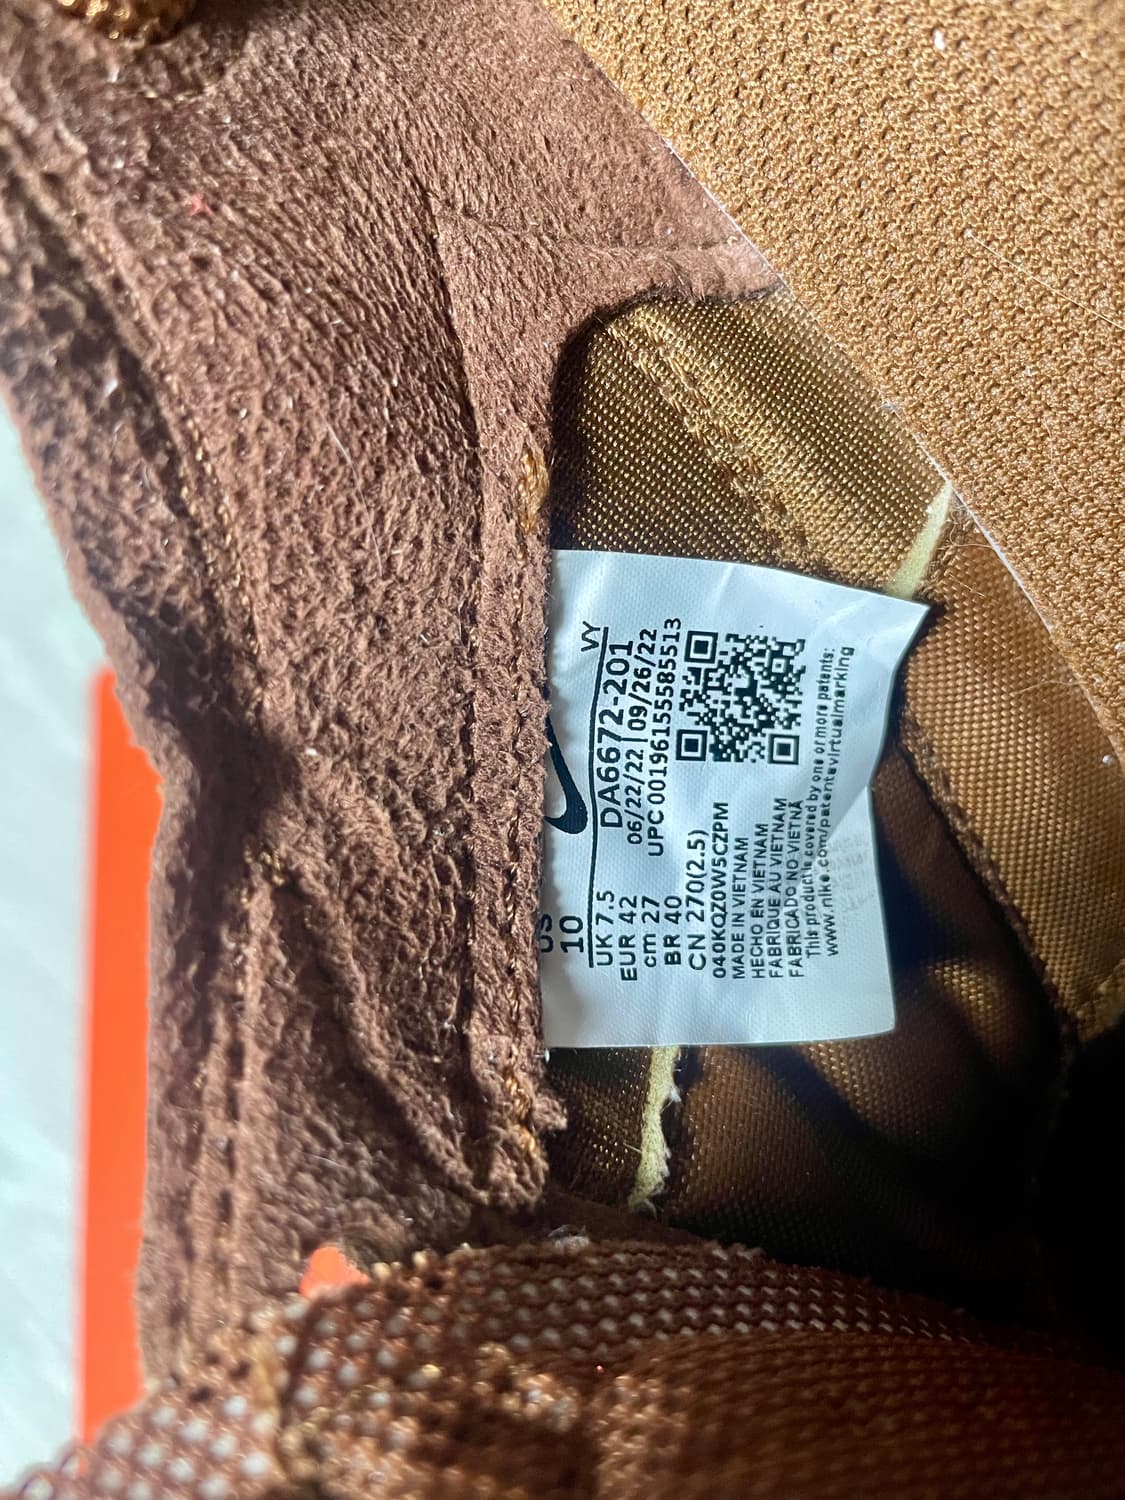 US
10
UK 7.5
EUR 42
cm 27
BR 40
CN 270(2.5)
VY
DA6672-201
06/22/22 | 09/26/22
UPC 00196155585513
040KQZ0W5CZPM
MADE IN VIETNAM
HECHO EN VIETNAM
FABRIQUE AU VIETNAM
FABRICADO NO VIETNÃ
This product is covered by one or more patents:
www.nike.com/patentsvirtualmarking